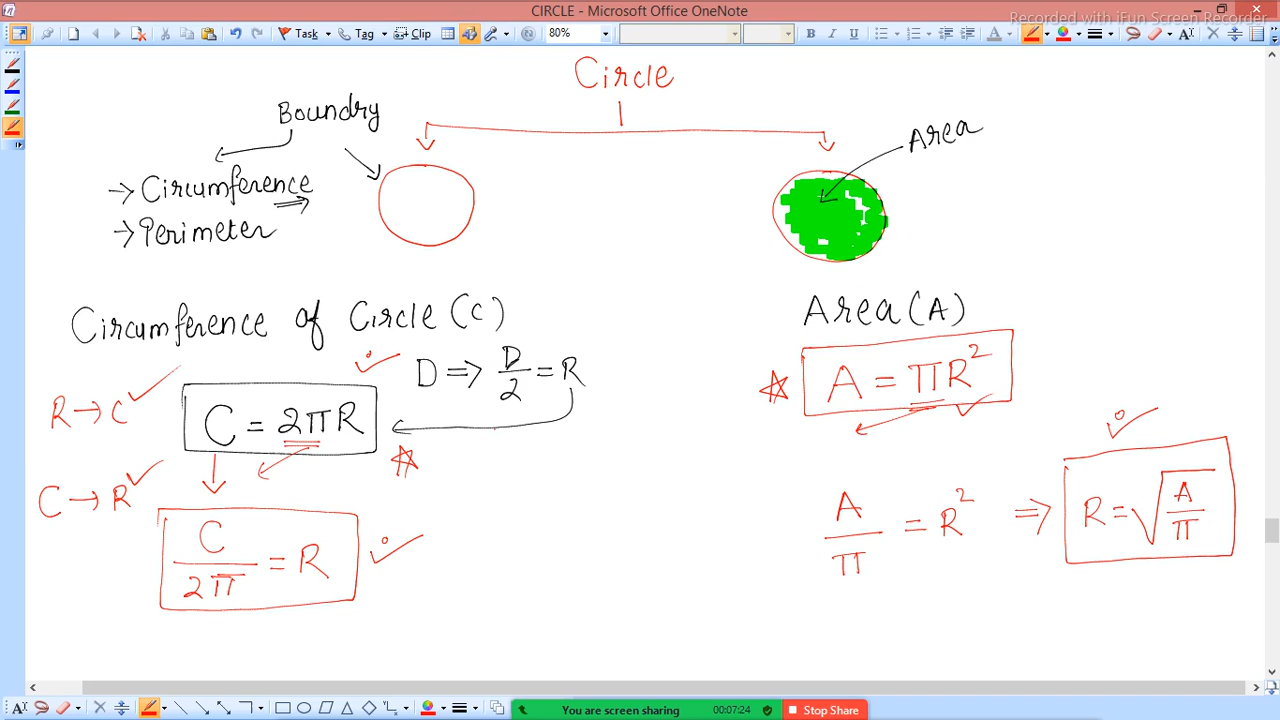 CIRCLE - Microsoft Office OneNote
Recorded with iFun Screen Recorder
Task
Tag
Clip
80%
B I U
Circle
Boundry
Area
→ Circumference
→ Perimeter
Circumference of Circle (C)
Area (A)
D ⇒ D/2 = R
A = πR²
R → C
C = 2πR
C → R
C/2π = R
A/π = R² ⇒ R = √(A/π)
You are screen sharing
00:07:24
Stop Share